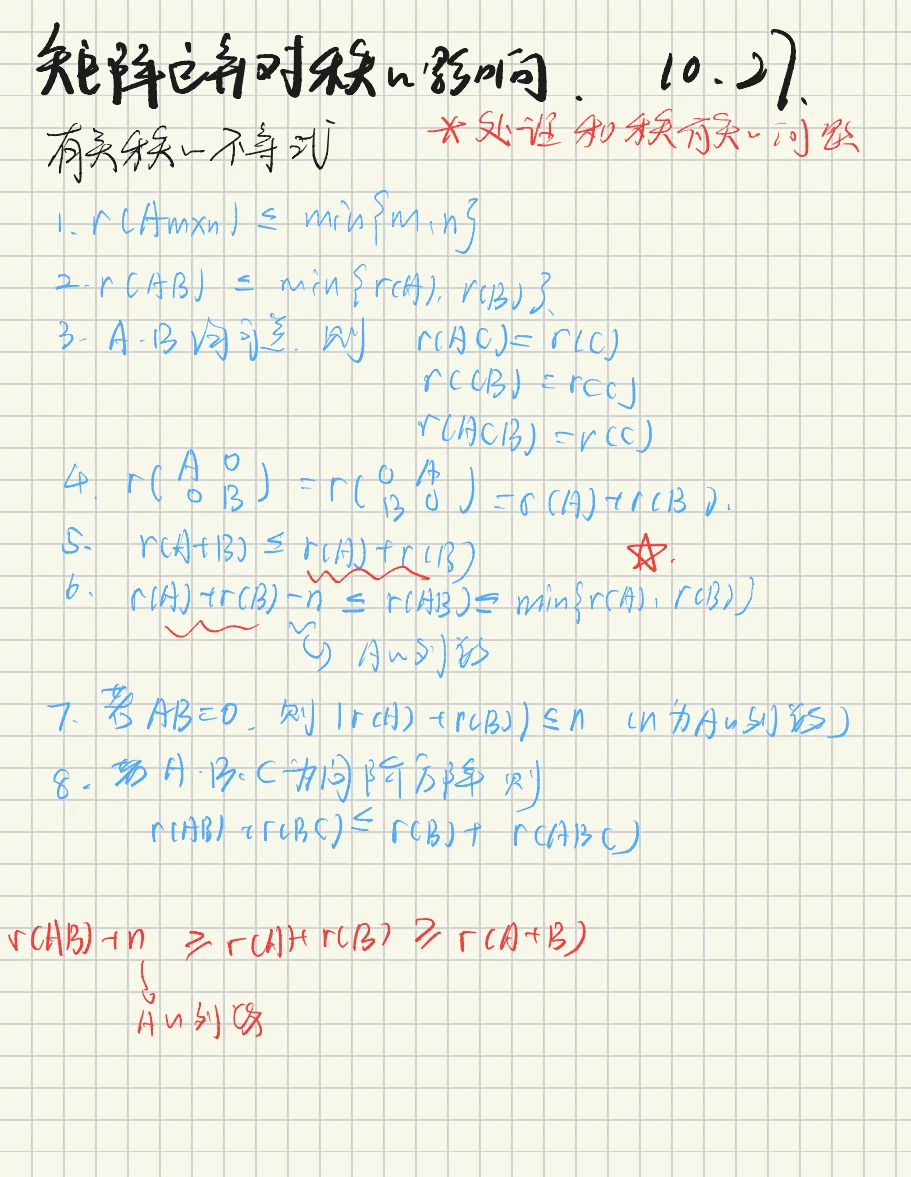 矩阵运算对秩的影响. 10.27.
有关秩的不等式
*处理和秩有关的问题
1. r(Am×n) ≤ min{m,n}
2. r(AB) ≤ min{r(A), r(B)}.
3. A.B 均可逆. 则 r(AC) = r(C)
r(CB) = r(C)
r(ACB) = r(C)
4. r(A 0 0 B) = r(0 A B 0) = r(A)+r(B).
5. r(A+B) ≤ r(A)+r(B) ☆.
6. r(A)+r(B)-n ≤ r(AB) ≤ min{r(A), r(B)}
A的列数
7. 若 AB=0. 则 |r(A)+r(B)| ≤ n (n为A的列数)
8. 若 A.B.C 为同阶方阵 则
r(AB)+r(BC) ≤ r(B)+ r(ABC)
r(AB)+n ≥ r(A)+r(B) ≥ r(A+B)
A的列数